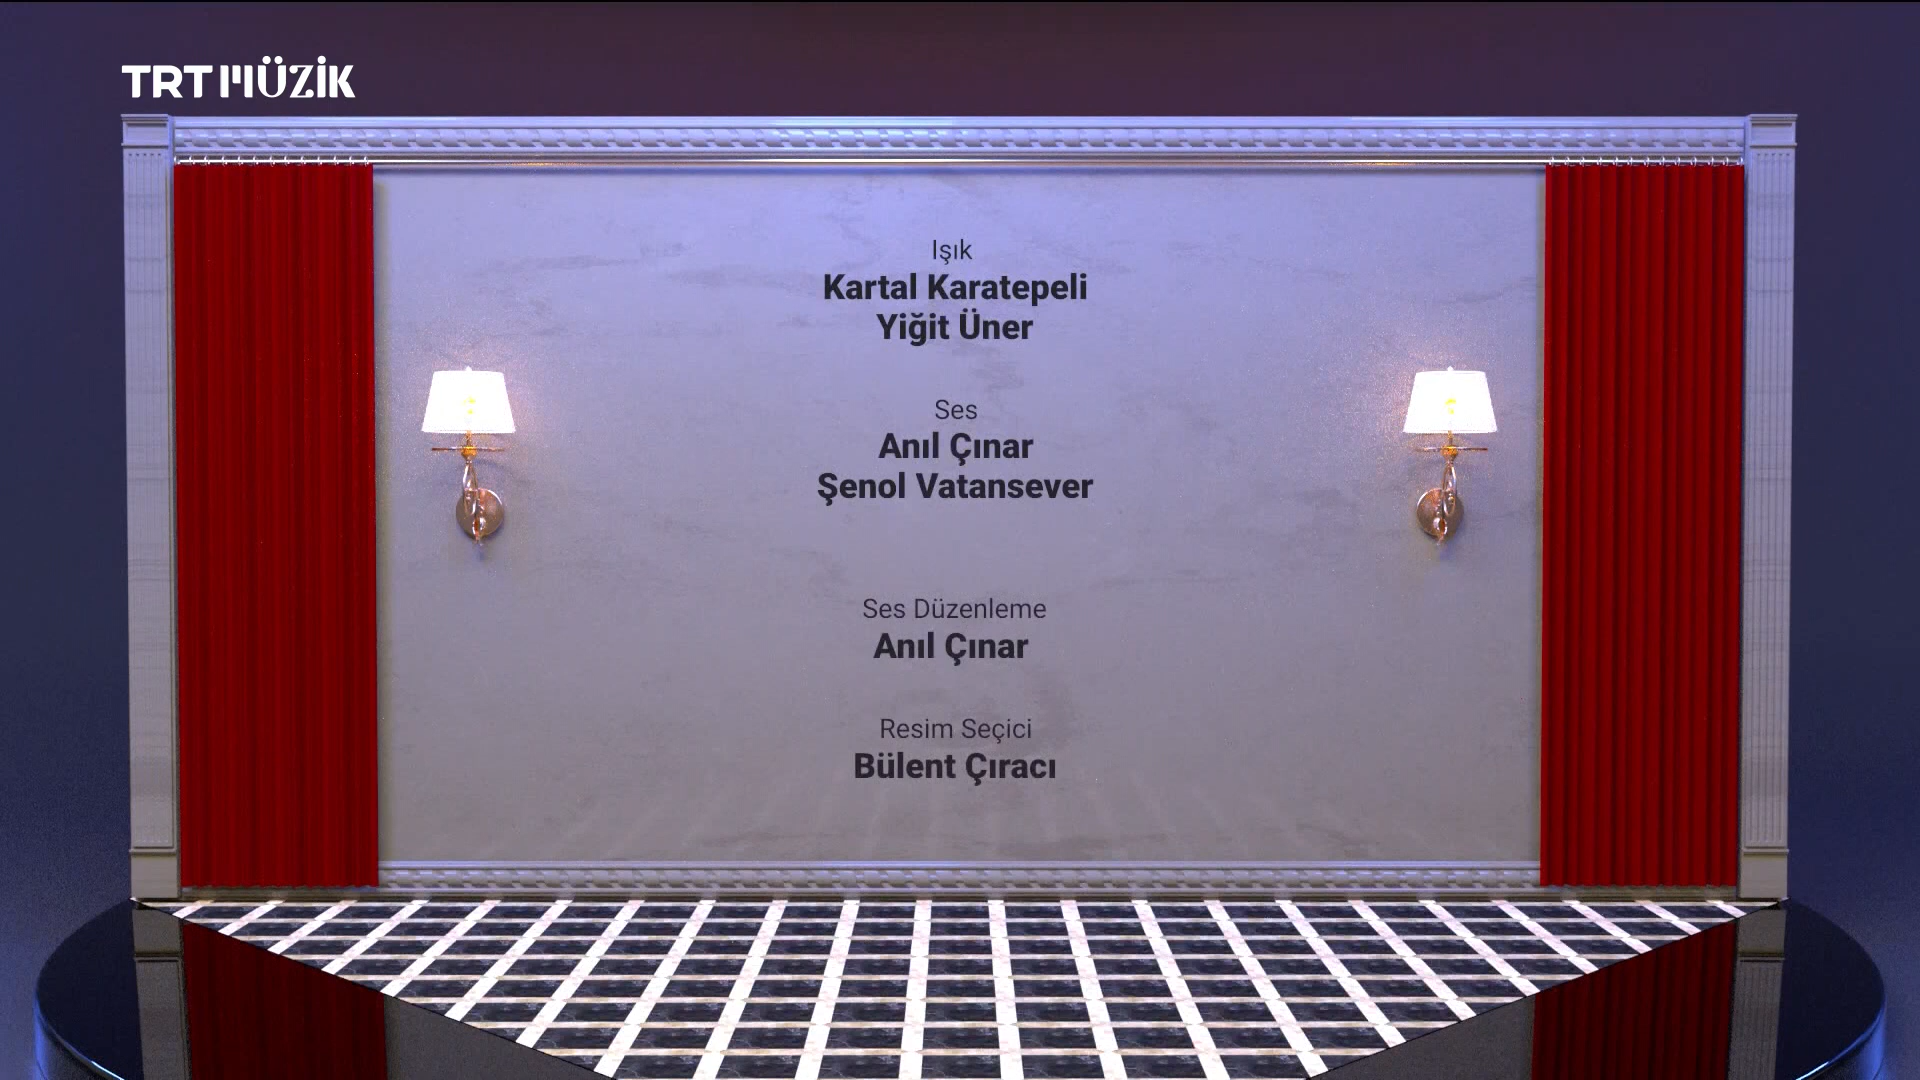 TRT MÜZİK
Işık
Kartal Karatepeli
Yiğit Üner
Ses
Anıl Çınar
Şenol Vatansever
Ses Düzenleme
Anıl Çınar
Resim Seçici
Bülent Çıracı